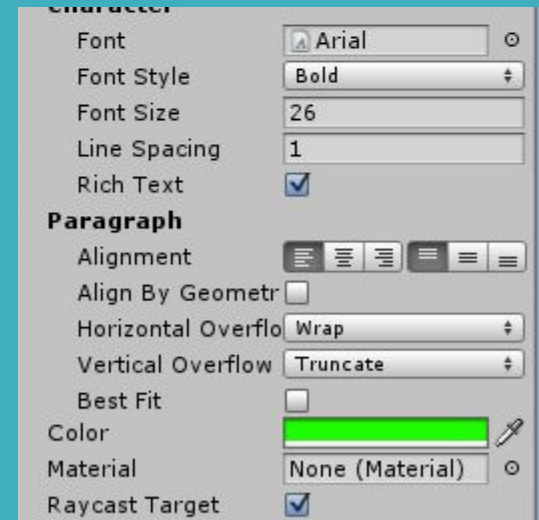 Character
Font Arial
Font Style Bold
Font Size 26
Line Spacing 1
Rich Text
Paragraph
Alignment
Align By Geometr
Horizontal Overflo Wrap
Vertical Overflow Truncate
Best Fit
Color
Material None (Material)
Raycast Target